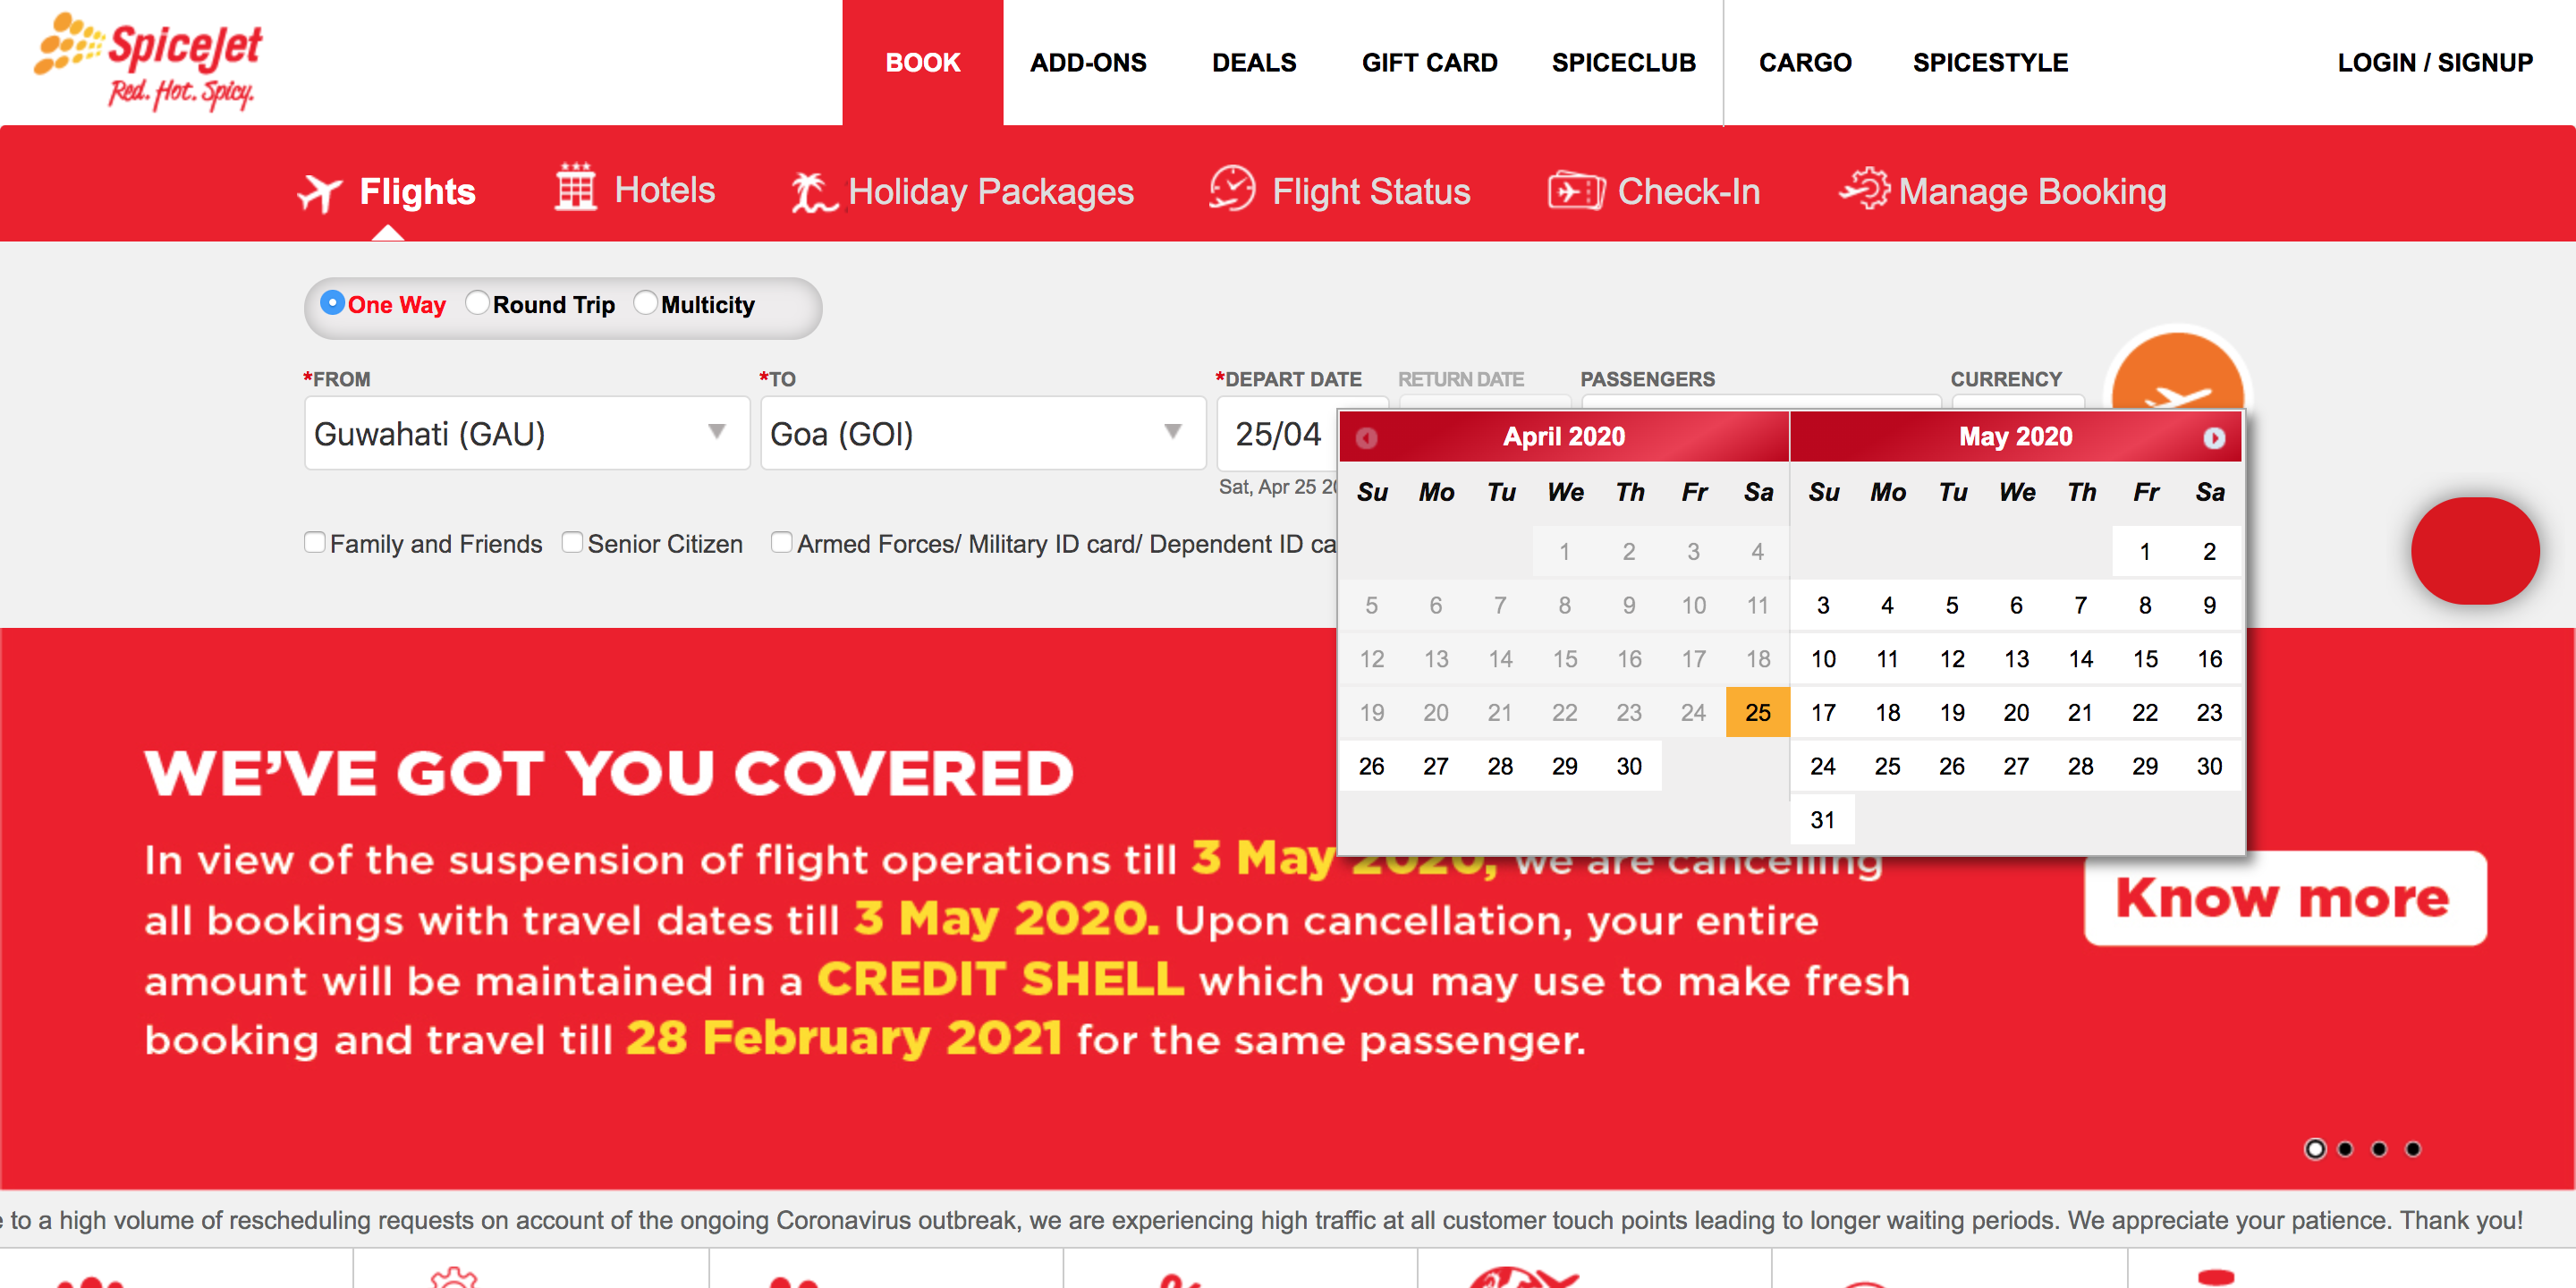 SpiceJet
Red. Hot. Spicy.
BOOK ADD-ONS DEALS GIFT CARD SPICECLUB CARGO SPICESTYLE LOGIN / SIGNUP
Flights Hotels Holiday Packages Flight Status Check-In Manage Booking
One Way Round Trip Multicity
*FROM *TO *DEPART DATE RETURN DATE PASSENGERS CURRENCY
Guwahati (GAU) Goa (GOI) 25/04
Sat, Apr 25
Family and Friends Senior Citizen Armed Forces/ Military ID card/ Dependent ID
April 2020 May 2020
Su Mo Tu We Th Fr Sa Su Mo Tu We Th Fr Sa
1 2 3 4 1 2
5 6 7 8 9 10 11 3 4 5 6 7 8 9
12 13 14 15 16 17 18 10 11 12 13 14 15 16
19 20 21 22 23 24 25 17 18 19 20 21 22 23
26 27 28 29 30 24 25 26 27 28 29 30
31
WE'VE GOT YOU COVERED
In view of the suspension of flight operations till 3 May 2020, we are cancelling
all bookings with travel dates till 3 May 2020. Upon cancellation, your entire
amount will be maintained in a CREDIT SHELL which you may use to make fresh
booking and travel till 28 February 2021 for the same passenger.
Know more
to a high volume of rescheduling requests on account of the ongoing Coronavirus outbreak, we are experiencing high traffic at all customer touch points leading to longer waiting periods. We appreciate your patience. Thank you!